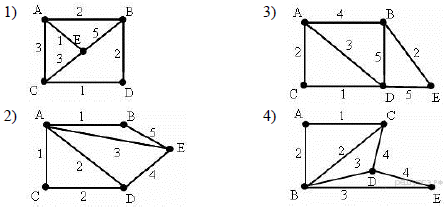 1)
A 2 B
E
3 1 5 2
3
C 1 D
2)
A 1 B
5
3 E
1 2 4
C 2 D
3)
A 4 B
2 3 5 2
C 1 D 5 E
4)
A 1 C
2 2 4
3 D 4
B 3 E